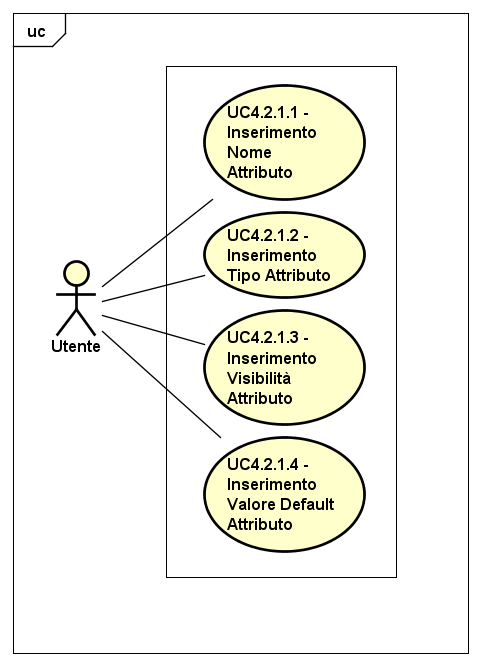 uc
UC4.2.1.1 -
Inserimento
Nome
Attributo
UC4.2.1.2 -
Inserimento
Tipo Attributo
Utente
UC4.2.1.3 -
Inserimento
Visibilità
Attributo
UC4.2.1.4 -
Inserimento
Valore Default
Attributo